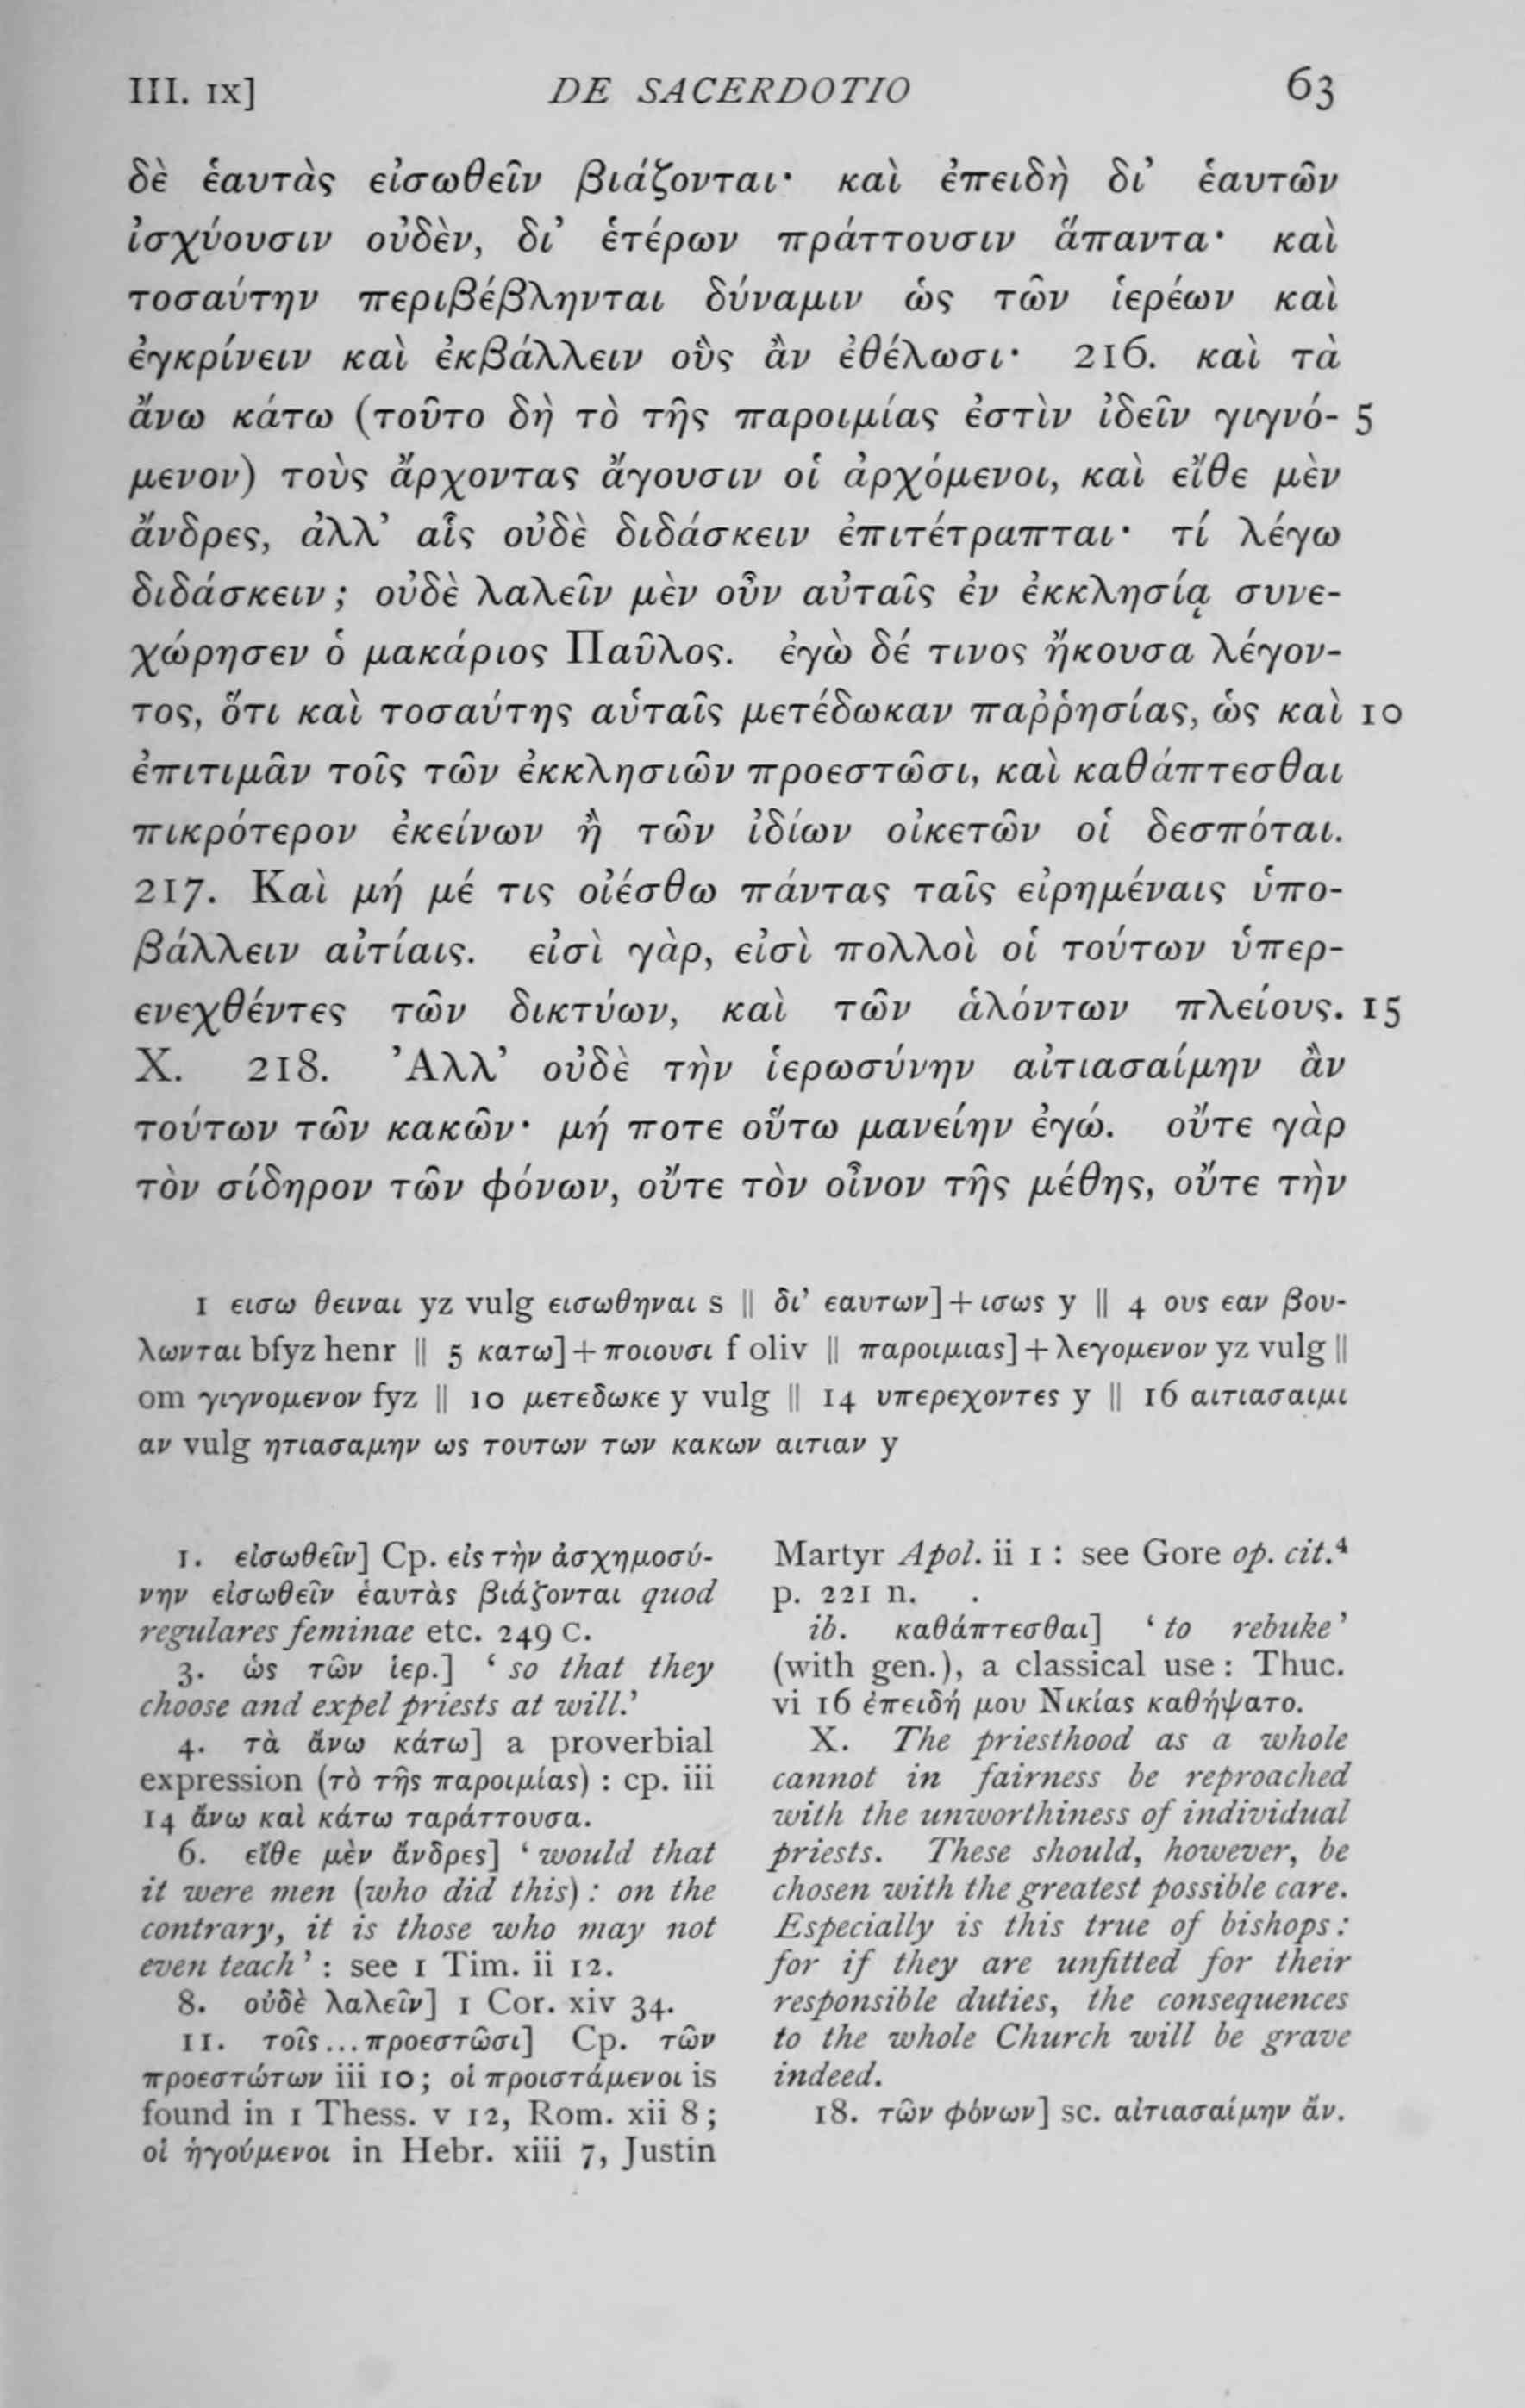 III. IX]
DE SACERDOTIO
63
δὲ ἑαυτὰς εἰσωθεῖν βιάζονται· καὶ ἐπειδὴ δι’ ἑαυτῶν
ἰσχύουσιν οὐδὲν, δι’ ἑτέρων πράττουσιν ἅπαντα· καὶ
τοσαύτην περιβέβληνται δύναμιν ὡς τῶν ἱερέων καὶ
ἐγκρίνειν καὶ ἐκβάλλειν οὓς ἂν ἐθέλωσι· 216. καὶ τὰ
ἄνω κάτω (τοῦτο δὴ τὸ τῆς παροιμίας ἐστὶν ἰδεῖν γιγνό- 5
μενον) τοὺς ἄρχοντας ἄγουσιν οἱ ἀρχόμενοι, καὶ εἴθε μὲν
ἄνδρες, ἀλλ’ αἷς οὐδὲ διδάσκειν ἐπιτέτραπται· τί λέγω
διδάσκειν; οὐδὲ λαλεῖν μὲν οὖν αὐταῖς ἐν ἐκκλησίᾳ συνε-
χώρησεν ὁ μακάριος Παῦλος. ἐγὼ δέ τινος ἤκουσα λέγον-
τος, ὅτι καὶ τοσαύτης αὑταῖς μετέδωκαν παῤῥησίας, ὡς καὶ 10
ἐπιτιμᾶν τοῖς τῶν ἐκκλησιῶν προεστῶσι, καὶ καθάπτεσθαι
πικρότερον ἐκείνων ἢ τῶν ἰδίων οἰκετῶν οἱ δεσπόται.
217. Καὶ μή μέ τις οἰέσθω πάντας ταῖς εἰρημέναις ὑπο-
βάλλειν αἰτίαις. εἰσὶ γὰρ, εἰσὶ πολλοὶ οἱ τούτων ὑπερ-
ενεχθέντες τῶν δικτύων, καὶ τῶν ἁλόντων πλείους. 15
X. 218. Ἀλλ’ οὐδὲ τὴν ἱερωσύνην αἰτιασαίμην ἂν
τούτων τῶν κακῶν· μή ποτε οὕτω μανείην ἐγώ. οὔτε γὰρ
τὸν σίδηρον τῶν φόνων, οὔτε τὸν οἶνον τῆς μέθης, οὔτε τὴν
1 εισω θειναι yz vulg εισωθηναι s || δι’ εαυτων]+ισως y || 4 ους εαν βου-
λωνται bfyz henr || 5 κατω]+ποιουσι f oliv || παροιμιας]+λεγομενον yz vulg ||
om γιγνομενον fyz || 10 μετεδωκε y vulg || 14 υπερεχοντες y || 16 αιτιασαιμι
αν vulg ητιασαμην ως τουτων των κακων αιτιαν y
1. εἰσωθεῖν] Cp. εἰς τὴν ἀσχημοσύ-
νην εἰσωθεῖν ἑαυτὰς βιάζονται quod
regulares feminae etc. 249 C.
3. ὡς τῶν ἱερ.] ‘so that they
choose and expel priests at will.’
4. τὰ ἄνω κάτω] a proverbial
expression (τὸ τῆς παροιμίας) : cp. iii
14 ἄνω καὶ κάτω ταράττουσα.
6. εἴθε μὲν ἄνδρες] ‘would that
it were men (who did this) : on the
contrary, it is those who may not
even teach’ : see 1 Tim. ii 12.
8. οὐδὲ λαλεῖν] 1 Cor. xiv 34.
11. τοῖς...προεστῶσι] Cp. τῶν
προεστώτων iii 10; οἱ προιστάμενοι is
found in 1 Thess. v 12, Rom. xii 8;
οἱ ἡγούμενοι in Hebr. xiii 7, Justin
Martyr Apol. ii 1 : see Gore op. cit.⁴
p. 221 n.
ib. καθάπτεσθαι] ‘to rebuke’
(with gen.), a classical use : Thuc.
vi 16 ἐπειδή μου Νικίας καθήψατο.
X. The priesthood as a whole
cannot in fairness be reproached
with the unworthiness of individual
priests. These should, however, be
chosen with the greatest possible care.
Especially is this true of bishops :
for if they are unfitted for their
responsible duties, the consequences
to the whole Church will be grave
indeed.
18. τῶν φόνων] sc. αἰτιασαίμην ἄν.